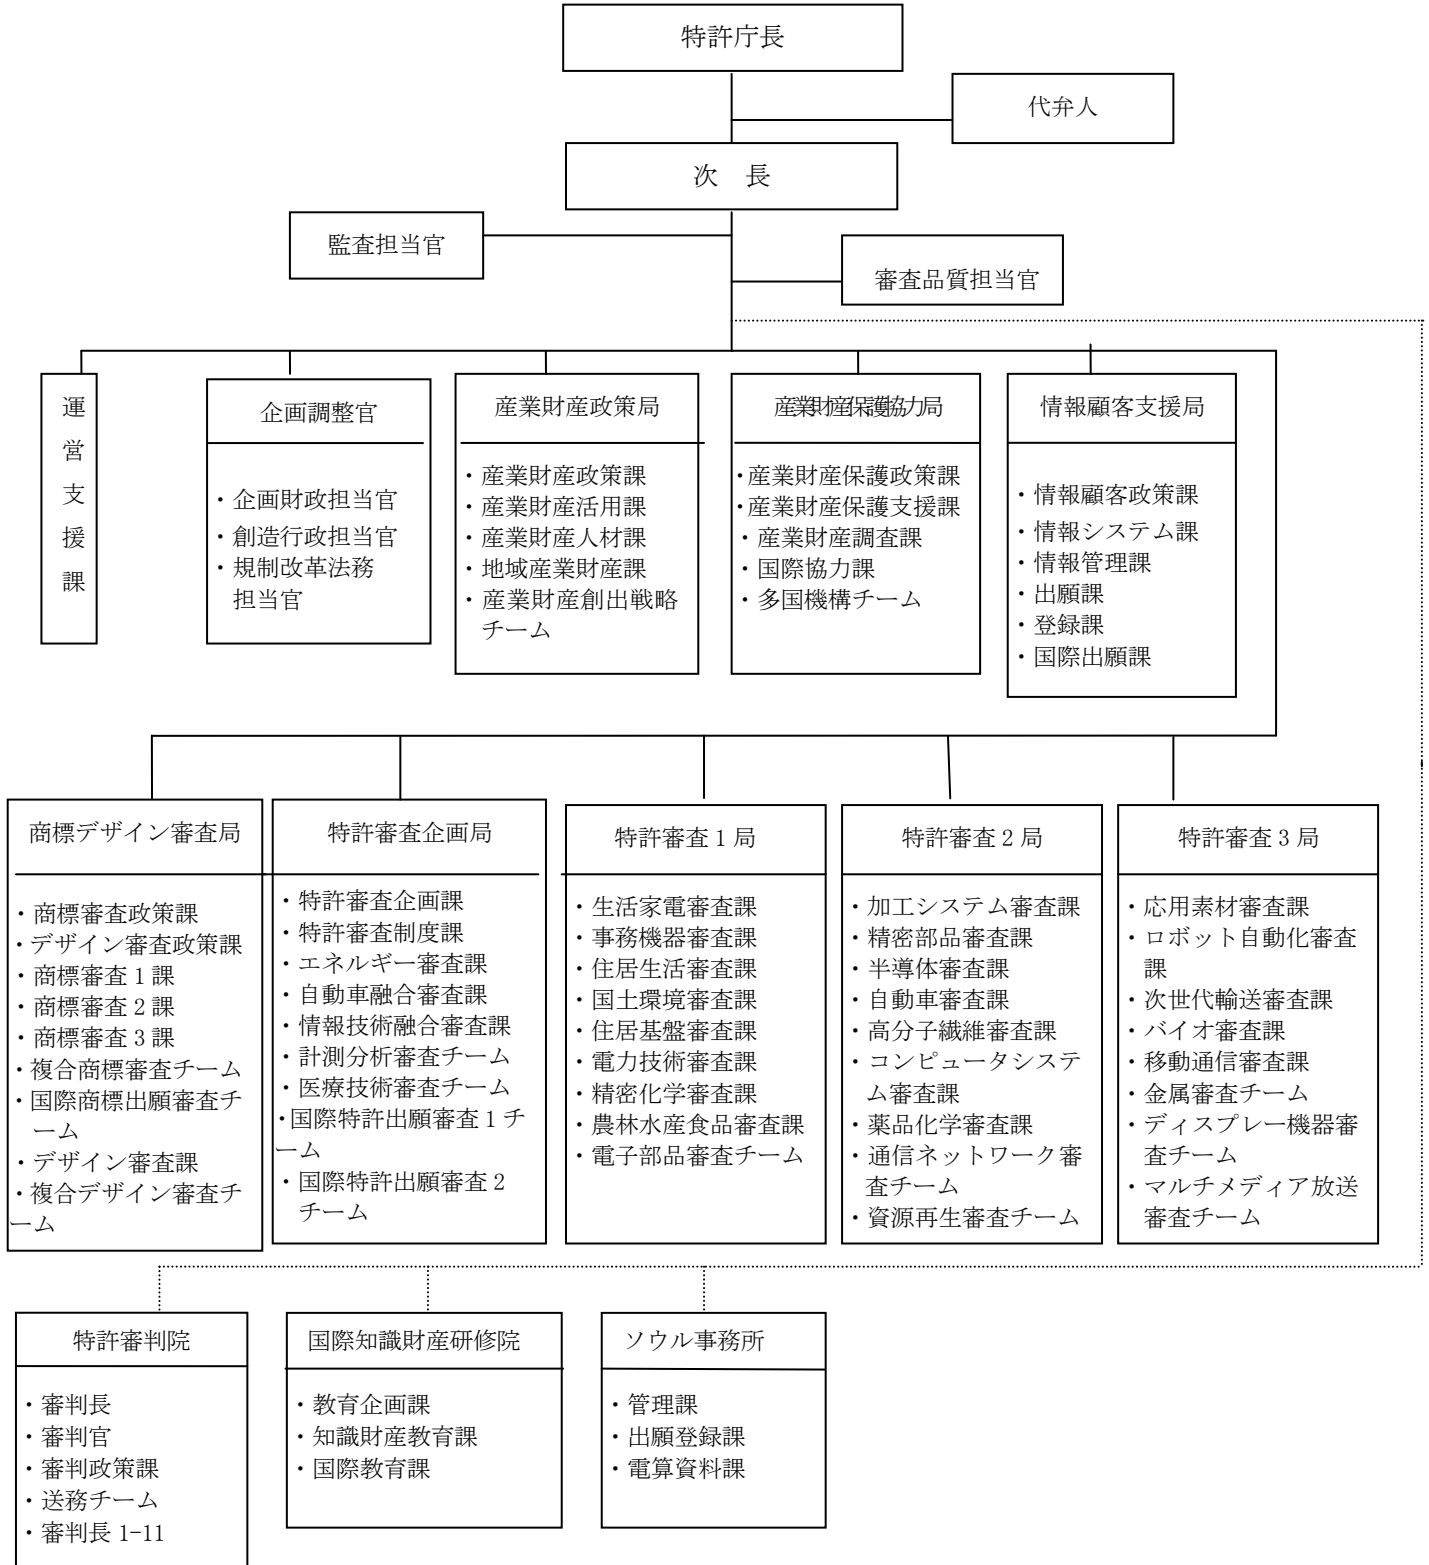 特許庁長
代弁人
次　長
監査担当官
審査品質担当官
運
営
支
援
課
企画調整官
・企画財政担当官
・創造行政担当官
・規制改革法務
担当官
産業財産政策局
・産業財産政策課
・産業財産活用課
・産業財産人材課
・地域産業財産課
・産業財産創出戦略
チーム
産業財産保護協力局
・産業財産保護政策課
・産業財産保護支援課
・産業財産調査課
・国際協力課
・多国機構チーム
情報顧客支援局
・情報顧客政策課
・情報システム課
・情報管理課
・出願課
・登録課
・国際出願課
商標デザイン審査局
・商標審査政策課
・デザイン審査政策課
・商標審査1課
・商標審査2課
・商標審査3課
・複合商標審査チーム
・国際商標出願審査チ
ーム
・デザイン審査課
・複合デザイン審査チ
ーム
特許審査企画局
・特許審査企画課
・特許審査制度課
・エネルギー審査課
・自動車融合審査課
・情報技術融合審査課
・計測分析審査チーム
・医療技術審査チーム
・国際特許出願審査1チ
ーム
・国際特許出願審査2
チーム
特許審査1局
・生活家電審査課
・事務機器審査課
・住居生活審査課
・国土環境審査課
・住居基盤審査課
・電力技術審査課
・精密化学審査課
・農林水産食品審査課
・電子部品審査チーム
特許審査2局
・加工システム審査課
・精密部品審査課
・半導体審査課
・自動車審査課
・高分子繊維審査課
・コンピュータシステ
ム審査課
・薬品化学審査課
・通信ネットワーク審
査チーム
・資源再生審査チーム
特許審査3局
・応用素材審査課
・ロボット自動化審査
課
・次世代輸送審査課
・バイオ審査課
・移動通信審査課
・金属審査チーム
・ディスプレー機器審
査チーム
・マルチメディア放送
審査チーム
特許審判院
・審判長
・審判官
・審判政策課
・送務チーム
・審判長 1-11
国際知識財産研修院
・教育企画課
・知識財産教育課
・国際教育課
ソウル事務所
・管理課
・出願登録課
・電算資料課